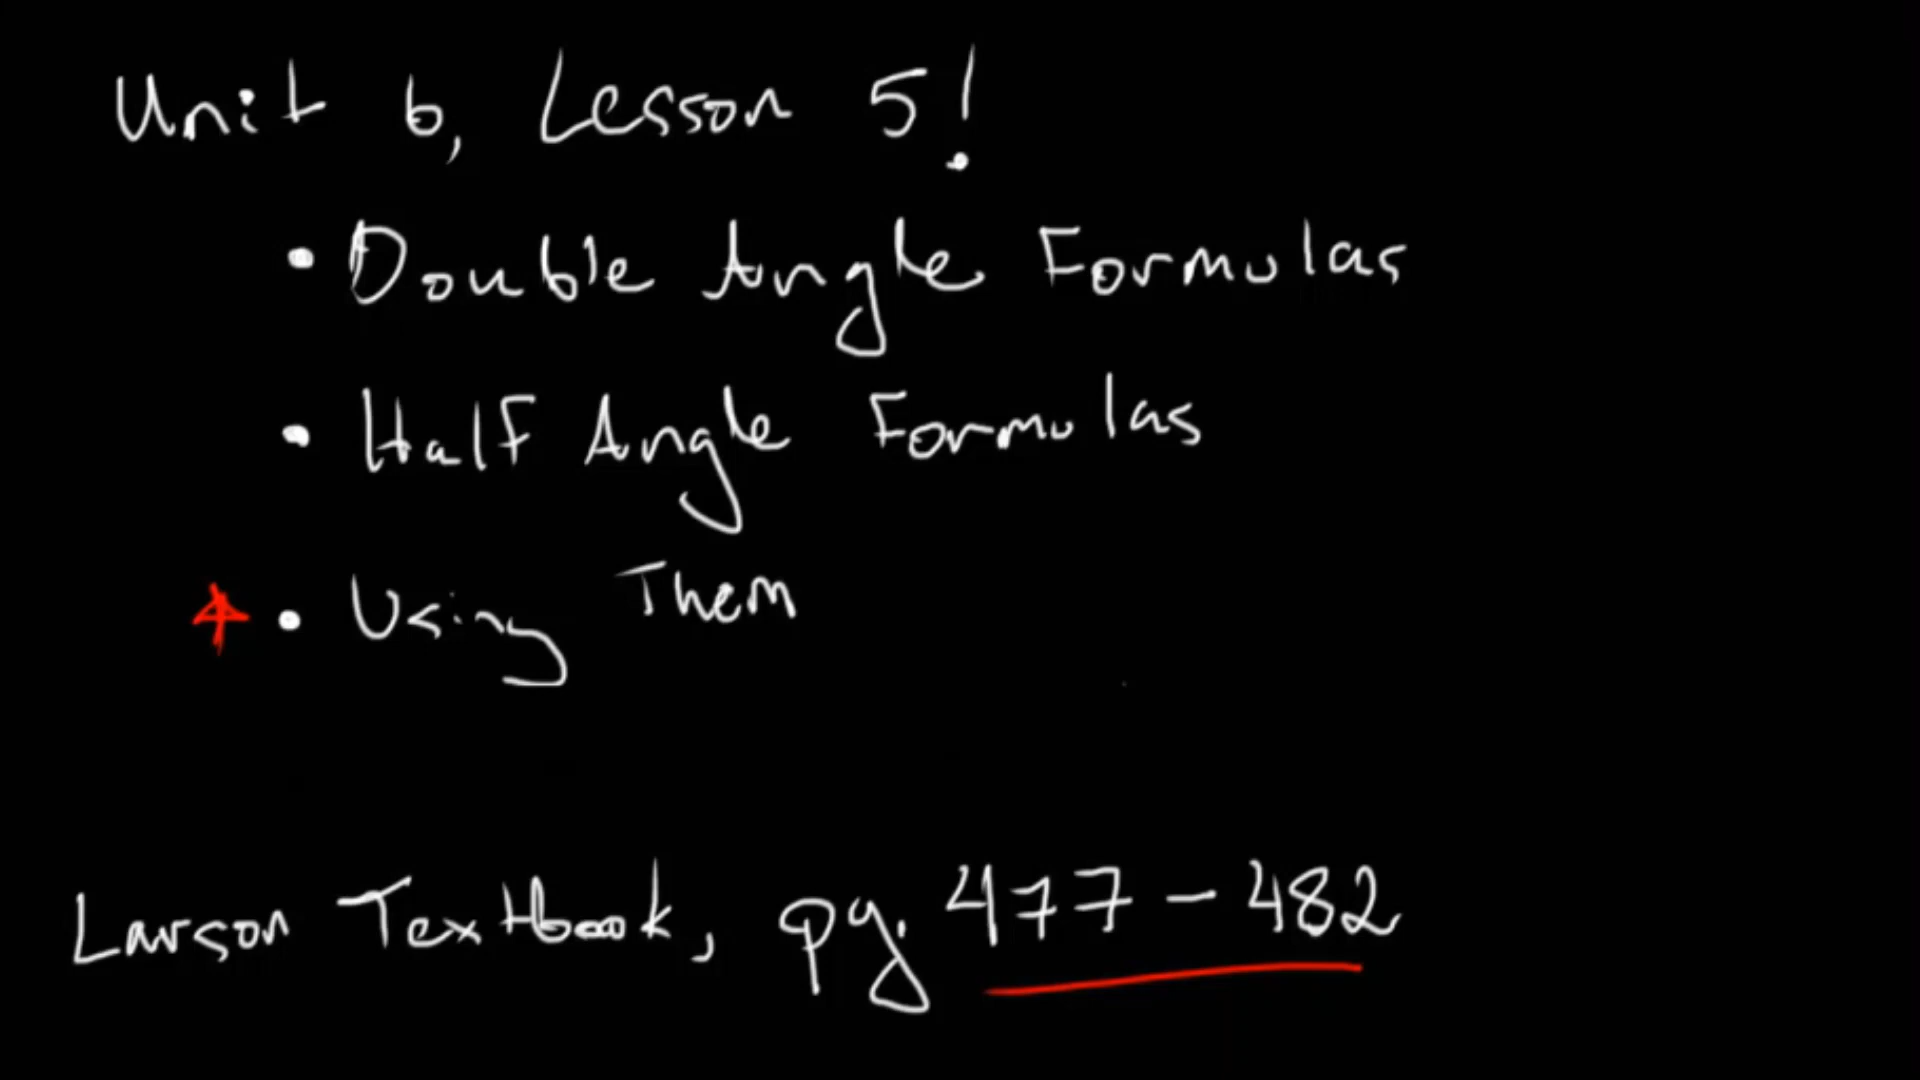 Unit 6, Lesson 5!
• Double Angle Formulas
• Half Angle Formulas
• Using Them
Larson Textbook, pg. 477 - 482